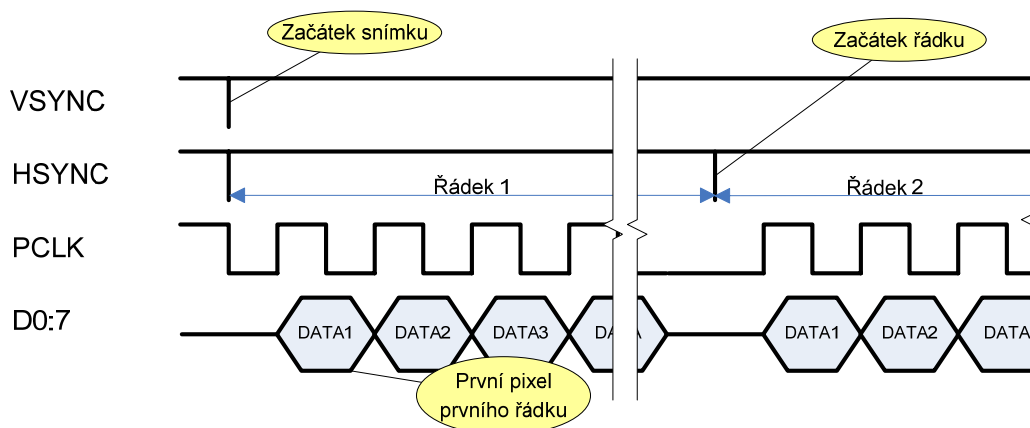 Začátek snímku
Začátek řádku
VSYNC
HSYNC
Řádek 1
Řádek 2
PCLK
D0:7
DATA1
DATA2
DATA3
DATA1
DATA2
DATA
První pixel
prvního řádku